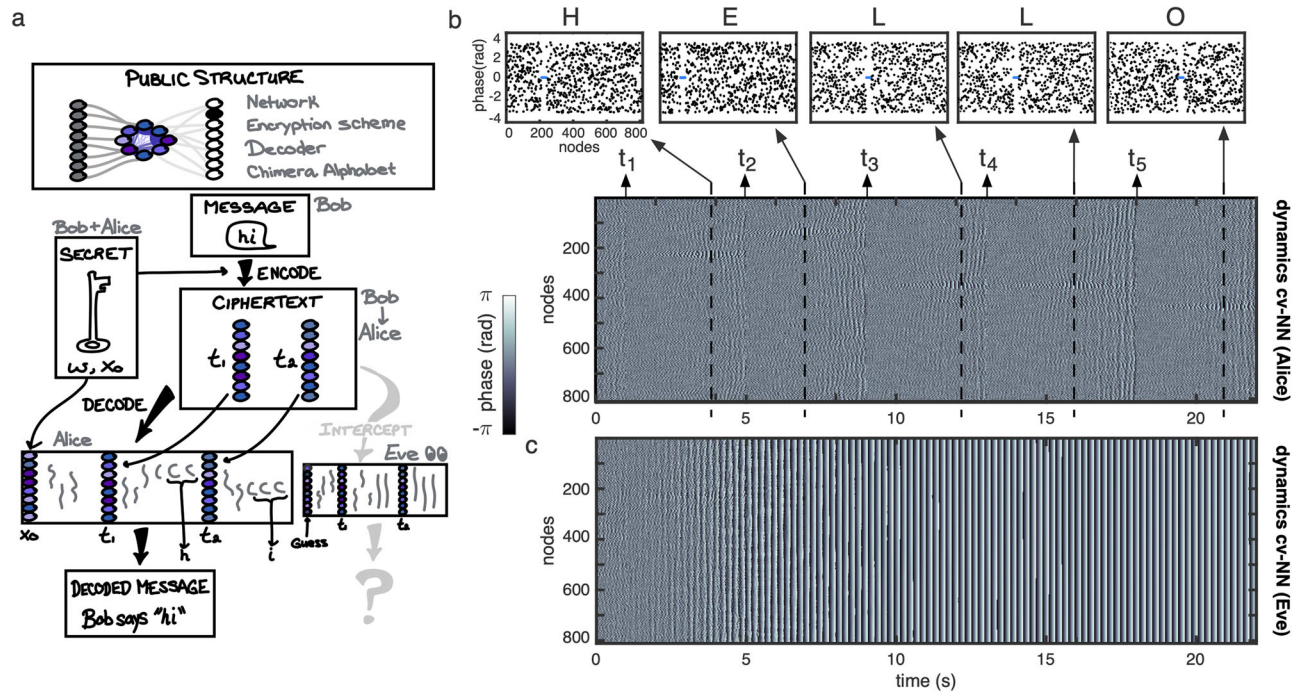 a
PUBLIC STRUCTURE
Network
Encryption scheme
Decoder
Chimera Alphabet
MESSAGE
Bob
hi
Bob+Alice
SECRET
ω, x₀
ENCODE
CIPHERTEXT
t₁
t₂
Bob
Alice
DECODE
INTERCEPT
Alice
Eve
x₀
t₁
h
t₂
i
Guess
t₁
t₂
DECODED MESSAGE
Bob says "hi"
?
b
H E L L O
phase(rad)
4
2
0
-2
-4
0 200 400 600 800
nodes
t₁ t₂ t₃ t₄ t₅
nodes
200
400
600
800
0 5 10 15 20
dynamics cv-NN (Alice)
π
phase (rad)
-π
c
nodes
200
400
600
800
0 5 10 15 20
time (s)
dynamics cv-NN (Eve)